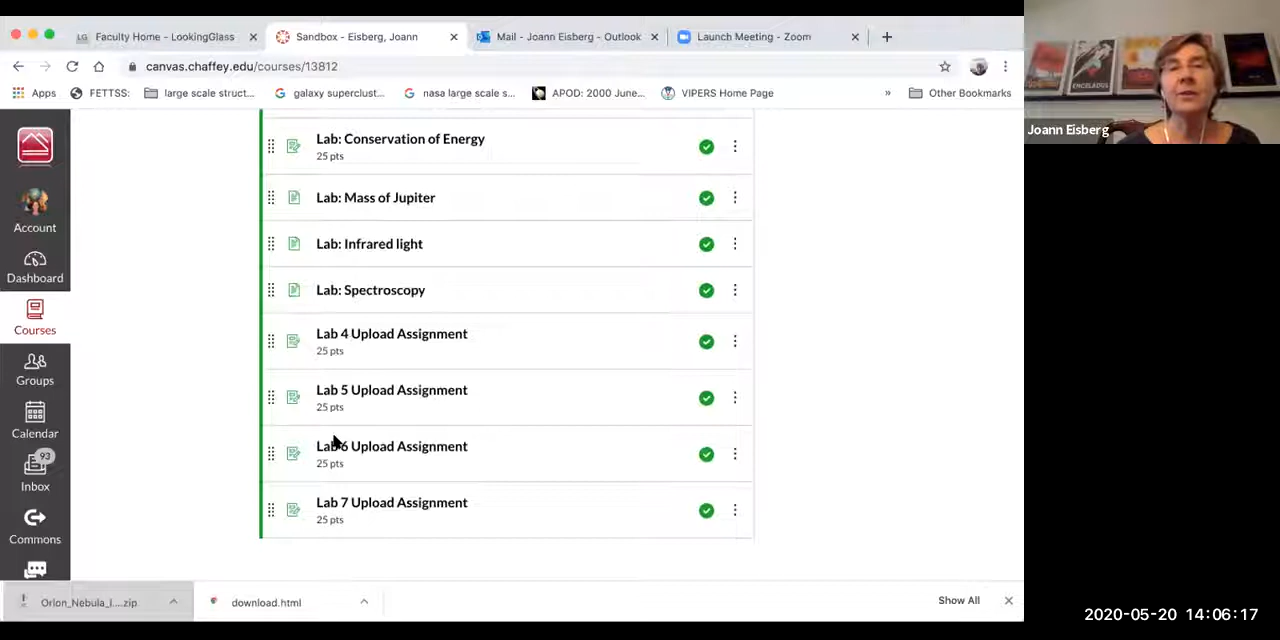 LG Faculty Home - LookingGlass
Sandbox - Eisberg, Joann
Mail - Joann Eisberg - Outlook
Launch Meeting - Zoom
canvas.chaffey.edu/courses/13812
Apps
FETTSS:
large scale struct...
galaxy superclust...
nasa large scale s...
APOD: 2000 June...
VIPERS Home Page
»
Other Bookmarks
ENCELADUS
Joann Eisberg
Account
Dashboard
Courses
Groups
Calendar
93
Inbox
Commons
Lab: Conservation of Energy
25 pts
Lab: Mass of Jupiter
Lab: Infrared light
Lab: Spectroscopy
Lab 4 Upload Assignment
25 pts
Lab 5 Upload Assignment
25 pts
Lab 6 Upload Assignment
25 pts
Lab 7 Upload Assignment
25 pts
Orion_Nebula_i....zip
download.html
Show All
2020-05-20 14:06:17